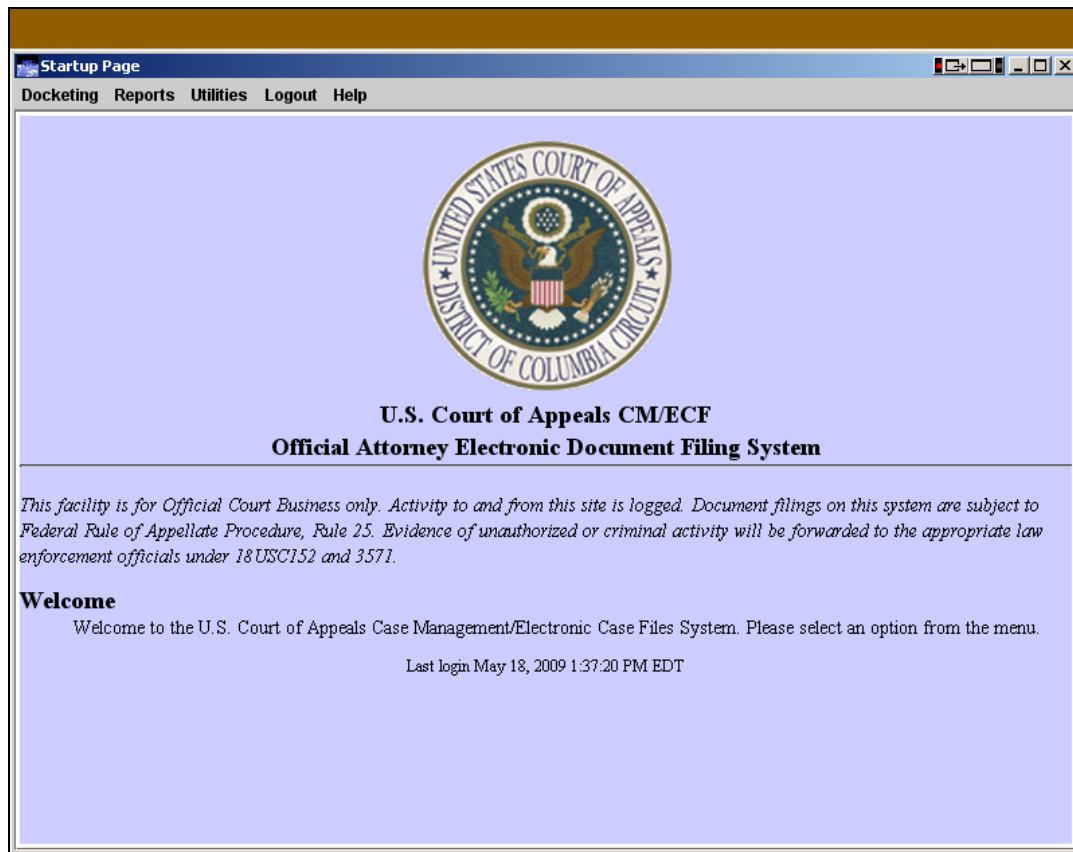 Startup Page
Docketing Reports Utilities Logout Help
UNITED STATES COURT OF APPEALS
DISTRICT OF COLUMBIA CIRCUIT
U.S. Court of Appeals CM/ECF
Official Attorney Electronic Document Filing System
This facility is for Official Court Business only. Activity to and from this site is logged. Document filings on this system are subject to
Federal Rule of Appellate Procedure, Rule 25. Evidence of unauthorized or criminal activity will be forwarded to the appropriate law
enforcement officials under 18USC152 and 3571.
Welcome
Welcome to the U.S. Court of Appeals Case Management/Electronic Case Files System. Please select an option from the menu.
Last login May 18, 2009 1:37:20 PM EDT